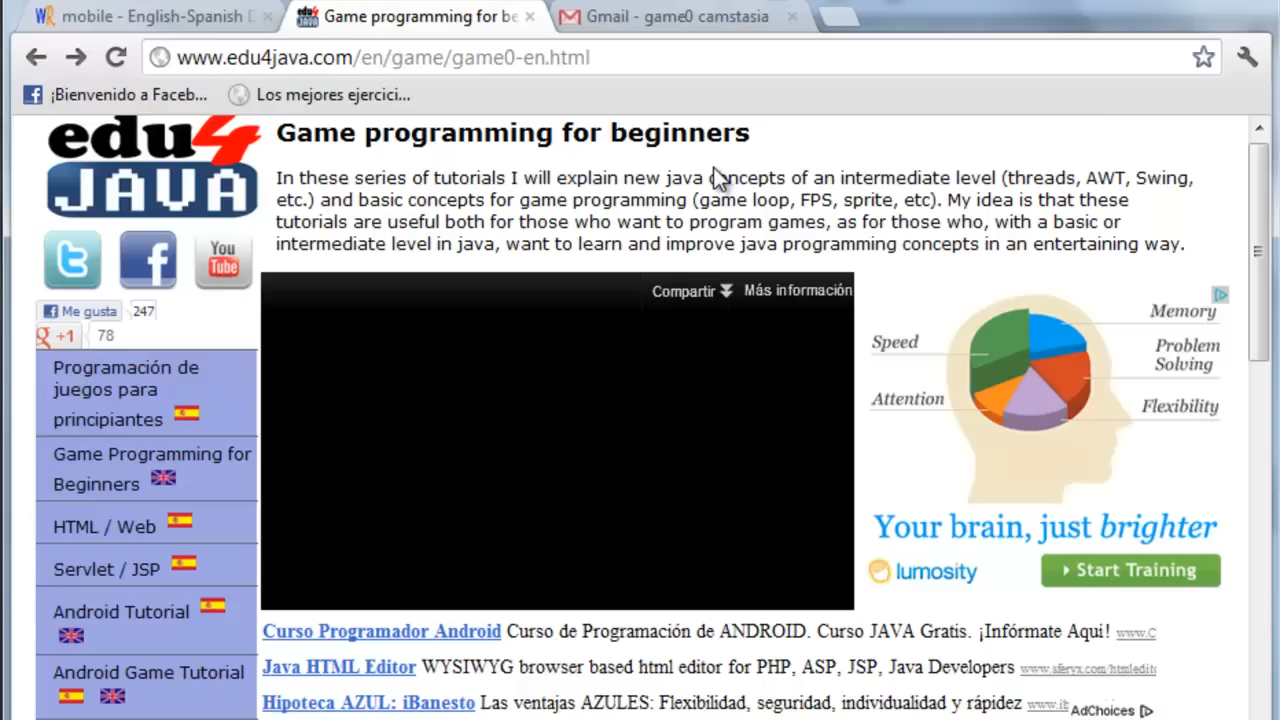 mobile - English-Spanish D
Game programming for be
Gmail - game0 camstasia
www.edu4java.com/en/game/game0-en.html
¡Bienvenido a Faceb...
Los mejores ejercici...
edu4
JAVA
Game programming for beginners
In these series of tutorials I will explain new java concepts of an intermediate level (threads, AWT, Swing,
etc.) and basic concepts for game programming (game loop, FPS, sprite, etc). My idea is that these
tutorials are useful both for those who want to program games, as for those who, with a basic or
intermediate level in java, want to learn and improve java programming concepts in an entertaining way.
You
Tube
Me gusta 247
+1 78
Programación de
juegos para
principiantes
Game Programming for
Beginners
HTML / Web
Servlet / JSP
Android Tutorial
Android Game Tutorial
Compartir Más información
Memory
Speed
Problem
Solving
Attention
Flexibility
Your brain, just brighter
lumosity
Start Training
Curso Programador Android Curso de Programación de ANDROID. Curso JAVA Gratis. ¡Infórmate Aquí! www.C
Java HTML Editor WYSIWYG browser based html editor for PHP, ASP, JSP, Java Developers www.sferyx.com/htmledite
Hipoteca AZUL: iBanesto Las ventajas AZULES: Flexibilidad, seguridad, individualidad y rápidez www.ib
AdChoices